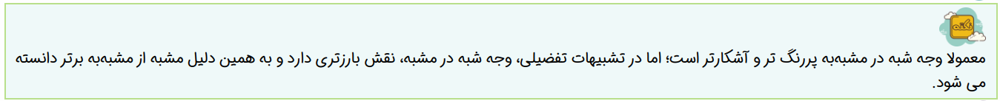 نکته
معمولا وجه شبه در مشبه‌به پررنگ تر و آشکارتر است؛ اما در تشبیهات تفضیلی، وجه شبه در مشبه، نقش بارزتری دارد و به همین دلیل مشبه از مشبه‌به برتر دانسته
می شود.